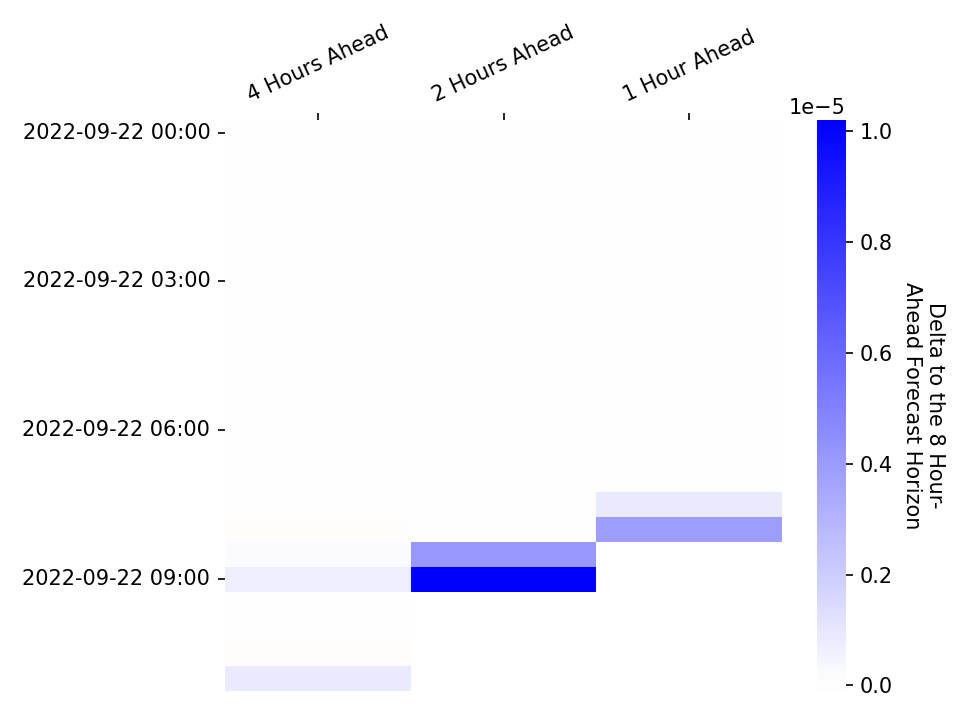 4 Hours Ahead
2 Hours Ahead
1 Hour Ahead
2022-09-22 00:00
2022-09-22 03:00
2022-09-22 06:00
2022-09-22 09:00
1e−5
1.0
0.8
0.6
0.4
0.2
0.0
Delta to the 8 Hour-
Ahead Forecast Horizon